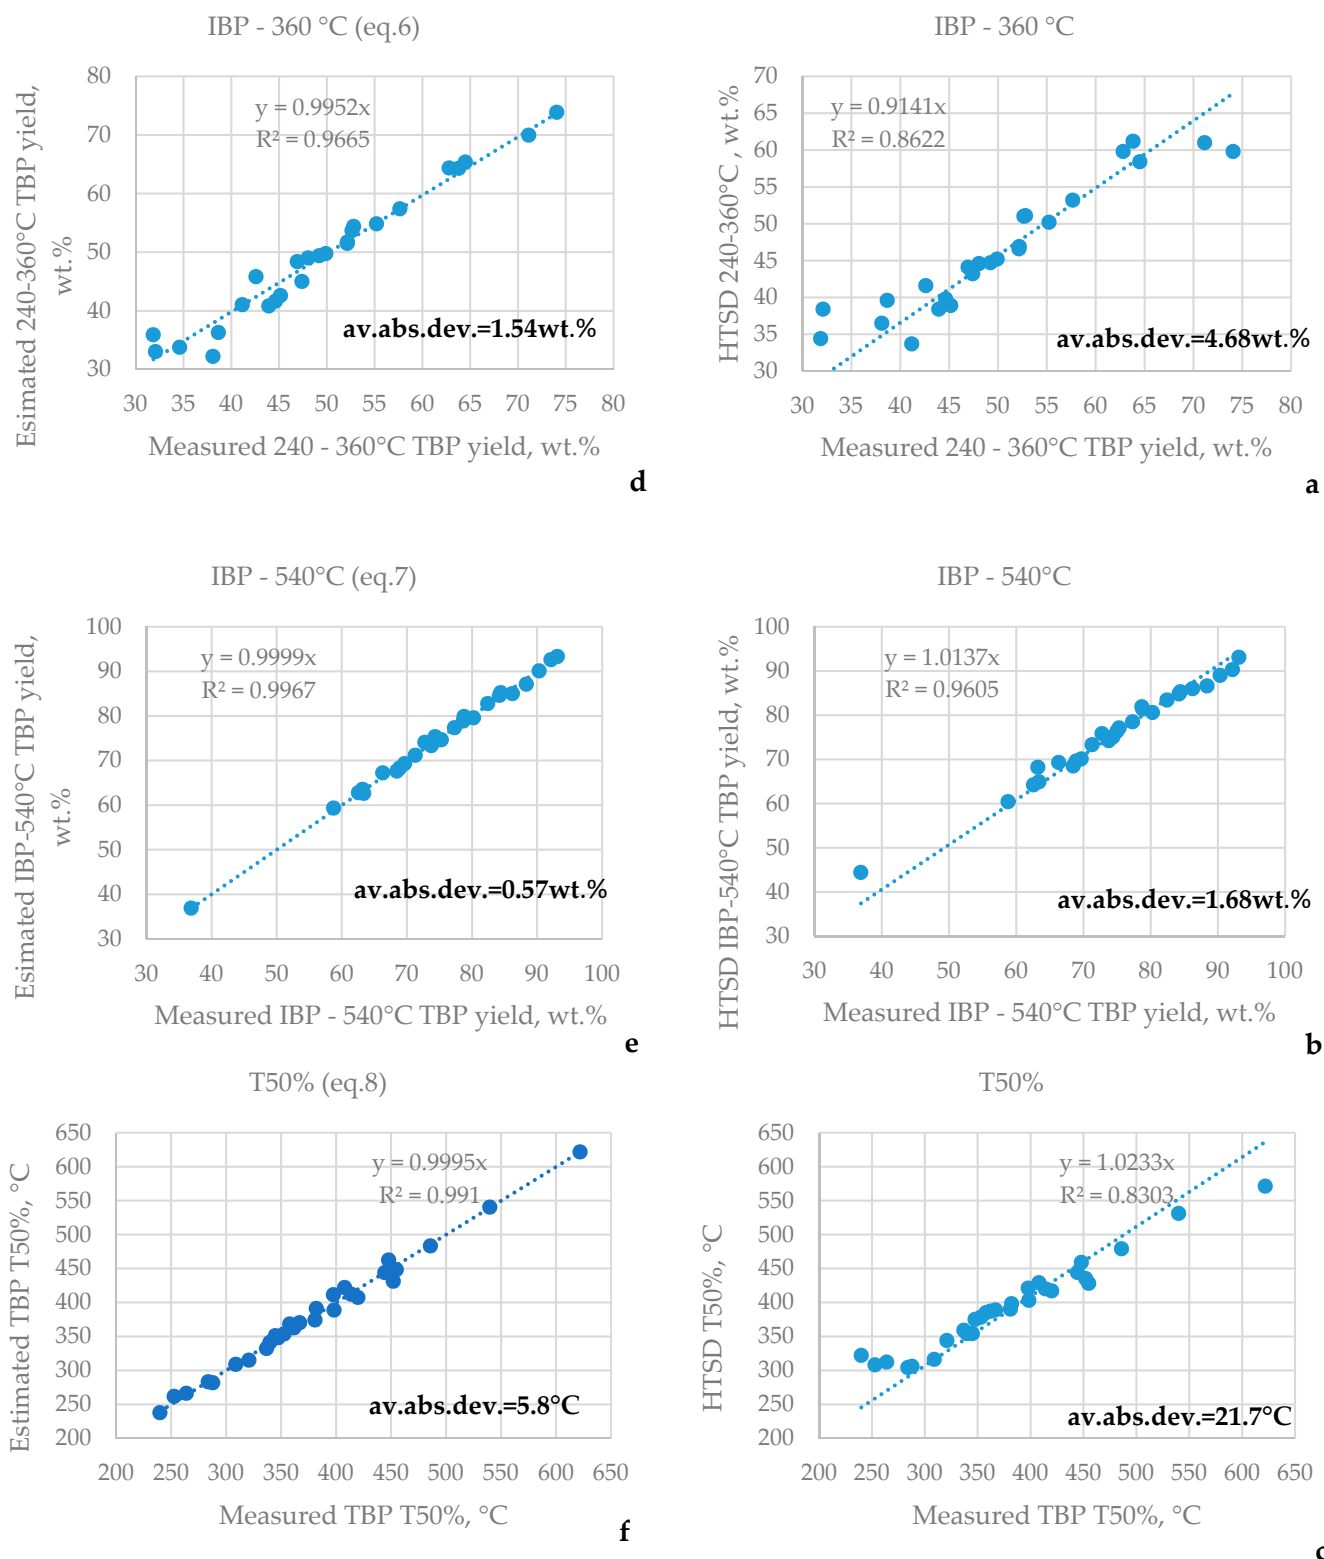 IBP - 360 °C (eq.6)
Esimated 240-360°C TBP yield,
wt.%
80
70
60
50
40
30
y = 0.9952x
R² = 0.9665
av.abs.dev.=1.54wt.%
30 35 40 45 50 55 60 65 70 75 80
Measured 240 - 360°C TBP yield, wt.%
d
IBP - 360 °C
HTSD 240-360°C , wt.%
70
65
60
55
50
45
40
35
30
y = 0.9141x
R² = 0.8622
av.abs.dev.=4.68wt.%
30 35 40 45 50 55 60 65 70 75 80
Measured 240 - 360°C TBP yield, wt.%
a
IBP - 540°C (eq.7)
Esimated IBP-540°C TBP yield,
wt.%
100
90
80
70
60
50
40
30
y = 0.9999x
R² = 0.9967
av.abs.dev.=0.57wt.%
30 40 50 60 70 80 90 100
Measured IBP - 540°C TBP yield, wt.%
e
IBP - 540°C
HTSD IBP-540°C TBP yield, wt.%
100
90
80
70
60
50
40
30
y = 1.0137x
R² = 0.9605
av.abs.dev.=1.68wt.%
30 40 50 60 70 80 90 100
Measured IBP - 540°C TBP yield, wt.%
b
T50% (eq.8)
Estimated TBP T50%, °C
650
600
550
500
450
400
350
300
250
200
y = 0.9995x
R² = 0.991
av.abs.dev.=5.8°C
200 250 300 350 400 450 500 550 600 650
Measured TBP T50%, °C
f
T50%
HTSD T50%, °C
650
600
550
500
450
400
350
300
250
200
y = 1.0233x
R² = 0.8303
av.abs.dev.=21.7°C
200 250 300 350 400 450 500 550 600 650
Measured TBP T50%, °C